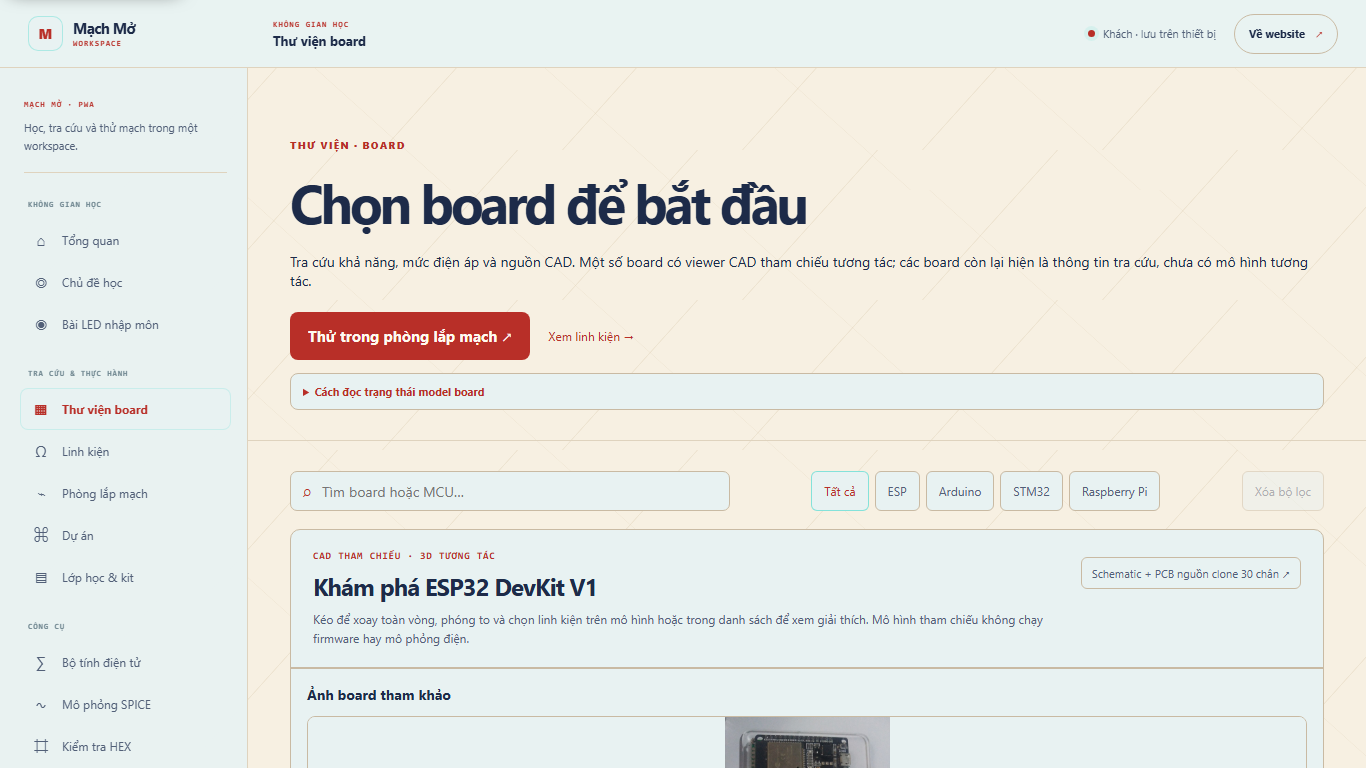 M
Mạch Mở
WORKSPACE
KHÔNG GIAN HỌC
Thư viện board
Khách · lưu trên thiết bị
Về website ↗
MẠCH MỞ · PWA
Học, tra cứu và thử mạch trong một
workspace.
KHÔNG GIAN HỌC
Tổng quan
Chủ đề học
Bài LED nhập môn
TRA CỨU & THỰC HÀNH
Thư viện board
Linh kiện
Phòng lắp mạch
Dự án
Lớp học & kit
CÔNG CỤ
Bộ tính điện tử
Mô phỏng SPICE
Kiểm tra HEX
THƯ VIỆN · BOARD
Chọn board để bắt đầu
Tra cứu khả năng, mức điện áp và nguồn CAD. Một số board có viewer CAD tham chiếu tương tác; các board còn lại hiện là thông tin tra cứu, chưa có mô hình tương
tác.
Thử trong phòng lắp mạch ↗
Xem linh kiện →
▶ Cách đọc trạng thái model board
Tìm board hoặc MCU...
Tất cả
ESP
Arduino
STM32
Raspberry Pi
Xóa bộ lọc
CAD THAM CHIẾU · 3D TƯƠNG TÁC
Khám phá ESP32 DevKit V1
Kéo để xoay toàn vòng, phóng to và chọn linh kiện trên mô hình hoặc trong danh sách để xem giải thích. Mô hình tham chiếu không chạy
firmware hay mô phỏng điện.
Schematic + PCB nguồn clone 30 chân ↗
Ảnh board tham khảo